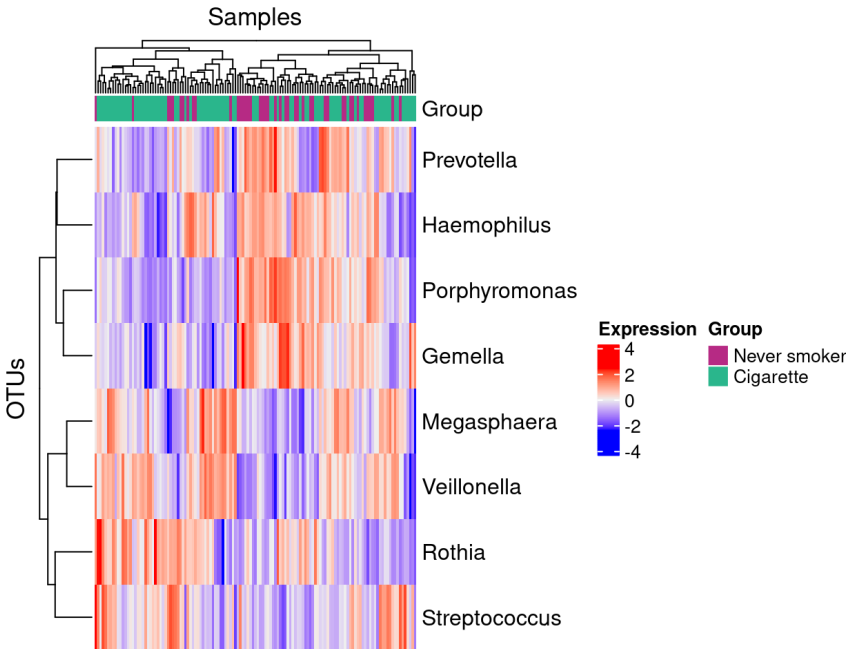 Samples
Group
Prevotella
Haemophilus
Porphyromonas
Gemella
Megasphaera
Veillonella
Rothia
Streptococcus
OTUs
Expression
4
2
0
-2
-4
Group
Never smoker
Cigarette